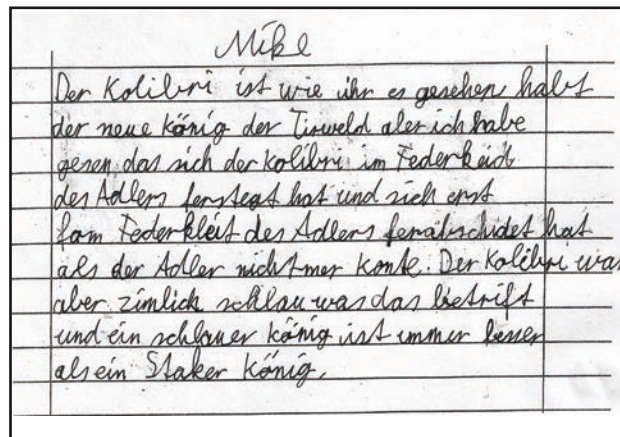 Mike
Der Kolibri ist wie ihr es gesehen habt
der neue König der Tirweld aler ich habe
gesen das sich der kolibri im Federkeid
des Adlers ferstegt hat und sich erst
fom Federkleit des Adlers ferabschidet hat
als der Adler nicht mer konte. Der Kolibri war
aber zimlich schlau was das betrift
und ein schlauer könig ist immer besser
als ein Staker König.